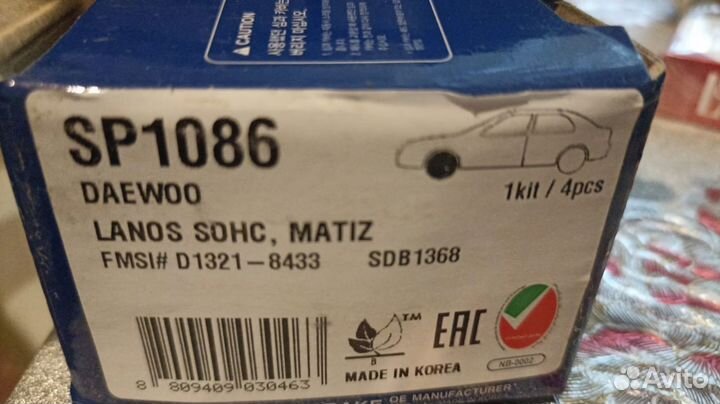 CAUTION
SP1086
DAEWOO
1kit / 4pcs
LANOS SOHC, MATIZ
FMSI# D1321-8433 SDB1368
TM
EAC
B
NB-0002
8 809409 030463
MADE IN KOREA
OE MANUFACTURER
Avito